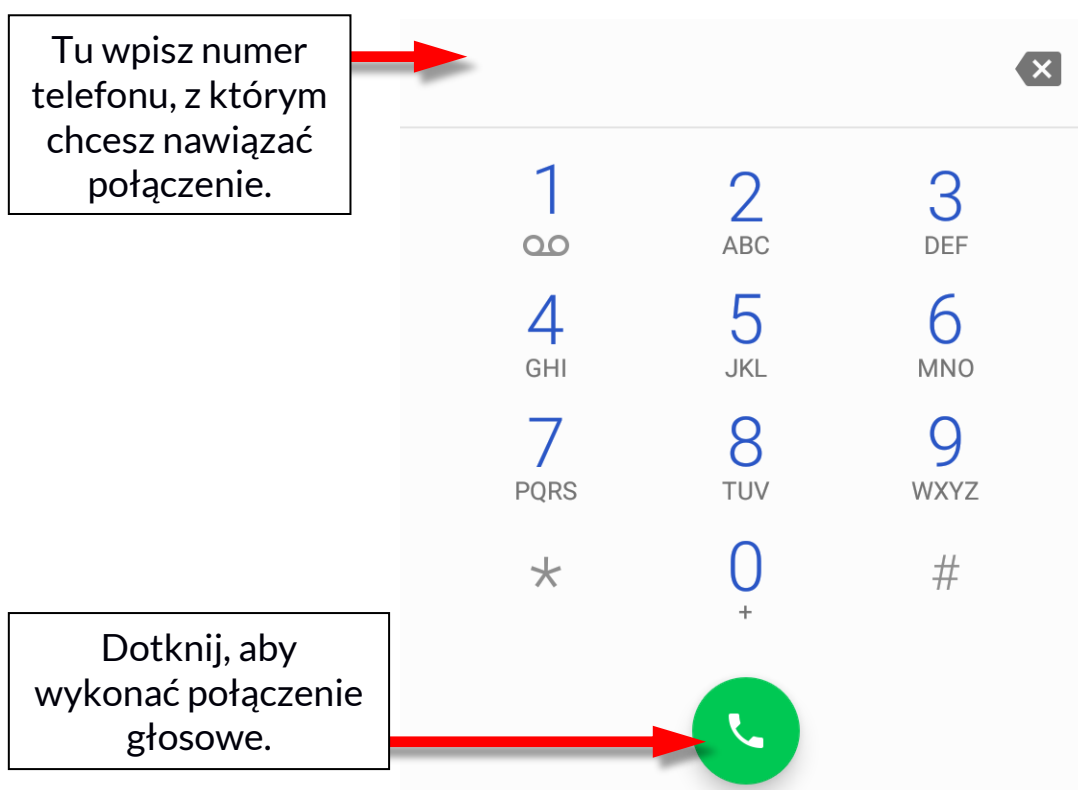 Tu wpisz numer
telefonu, z którym
chcesz nawiązać
połączenie.
1 2 3
ABC DEF
4 5 6
GHI JKL MNO
7 8 9
PQRS TUV WXYZ
* 0 #
+
Dotknij, aby
wykonać połączenie
głosowe.